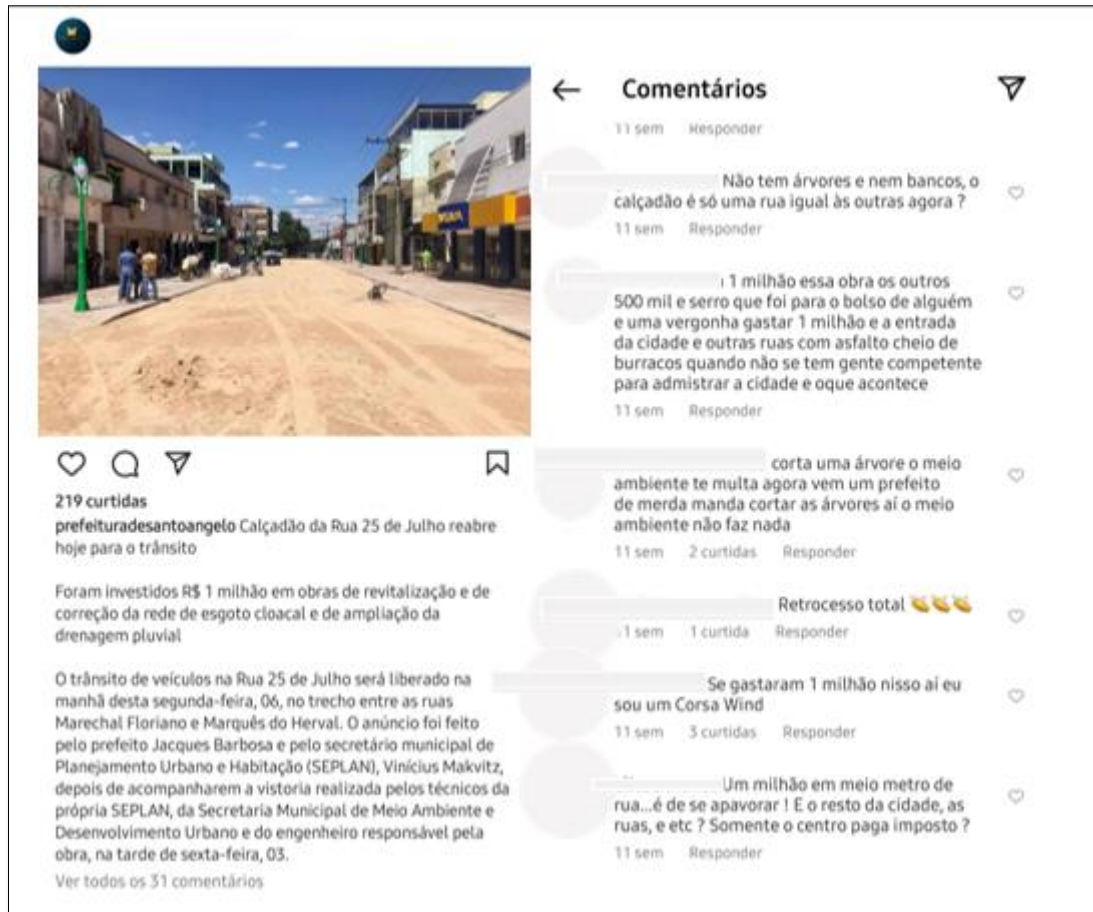 219 curtidas
prefeituradesantoangelo Calçadão da Rua 25 de Julho reabre
hoje para o trânsito
Foram investidos R$ 1 milhão em obras de revitalização e de
correção da rede de esgoto cloacal e de ampliação da
drenagem pluvial
O trânsito de veículos na Rua 25 de Julho será liberado na
manhã desta segunda-feira, 06, no trecho entre as ruas
Marechal Floriano e Marquês do Herval. O anúncio foi feito
pelo prefeito Jacques Barbosa e pelo secretário municipal de
Planejamento Urbano e Habitação (SEPLAN), Vinícius Makvitz,
depois de acompanharem a vistoria realizada pelos técnicos da
própria SEPLAN, da Secretaria Municipal de Meio Ambiente e
Desenvolvimento Urbano e do engenheiro responsável pela
obra, na tarde de sexta-feira, 03.
Ver todos os 31 comentários
Comentários
11 sem Responder
Não tem árvores e nem bancos, o
calçadão é só uma rua igual às outras agora ?
11 sem Responder
1 milhão essa obra os outros
500 mil e serro que foi para o bolso de alguém
e uma vergonha gastar 1 milhão e a entrada
da cidade e outras ruas com asfalto cheio de
burracos quando não se tem gente competente
para admistrar a cidade e oque acontece
11 sem Responder
corta uma árvore o meio
ambiente te multa agora vem um prefeito
de merda manda cortar as árvores aí o meio
ambiente não faz nada
11 sem 2 curtidas Responder
Retrocesso total 👏👏👏
1 sem 1 curtida Responder
Se gastaram 1 milhão nisso ai eu
sou um Corsa Wind
11 sem 3 curtidas Responder
Um milhão em meio metro de
rua...é de se apavorar ! E o resto da cidade, as
ruas, e etc ? Somente o centro paga imposto ?
11 sem Responder